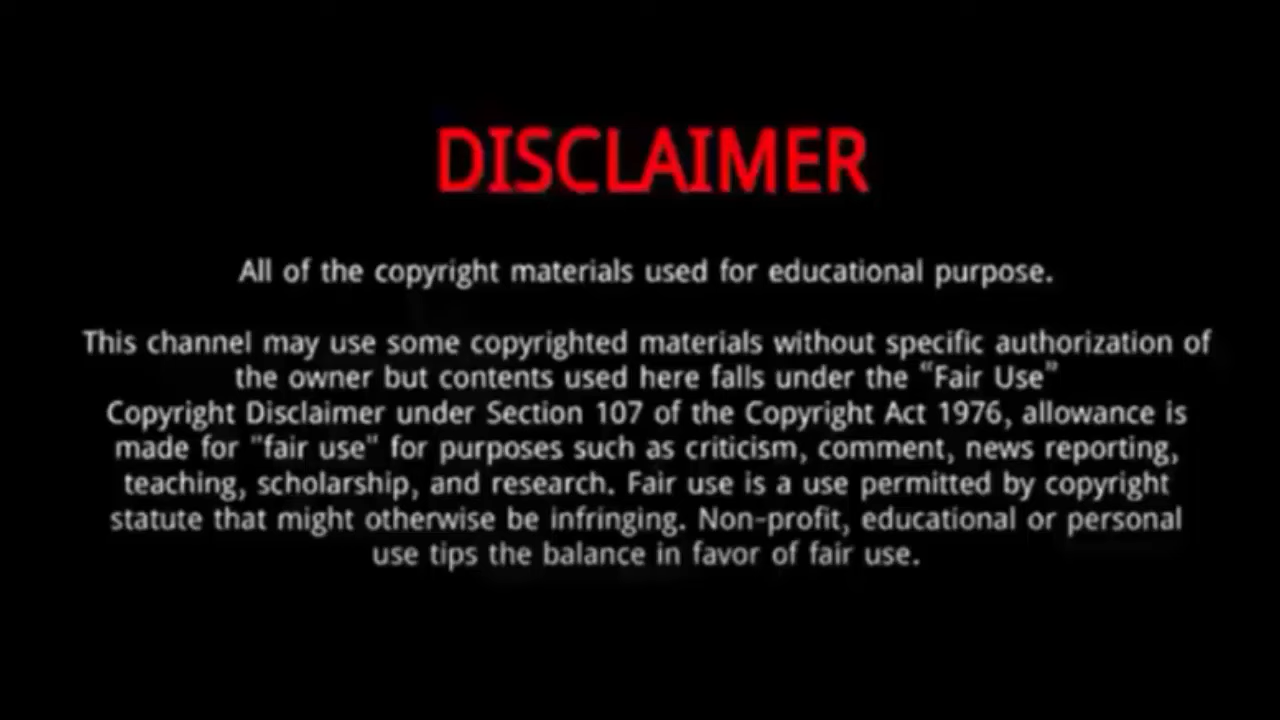 DISCLAIMER
All of the copyright materials used for educational purpose.
This channel may use some copyrighted materials without specific authorization of
the owner but contents used here falls under the “Fair Use”
Copyright Disclaimer under Section 107 of the Copyright Act 1976, allowance is
made for "fair use" for purposes such as criticism, comment, news reporting,
teaching, scholarship, and research. Fair use is a use permitted by copyright
statute that might otherwise be infringing. Non-profit, educational or personal
use tips the balance in favor of fair use.